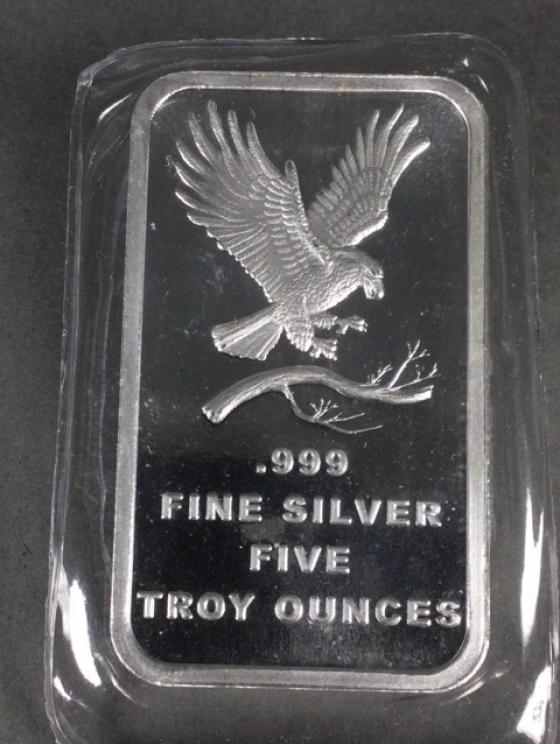 .999
FINE SILVER
FIVE
TROY OUNCES